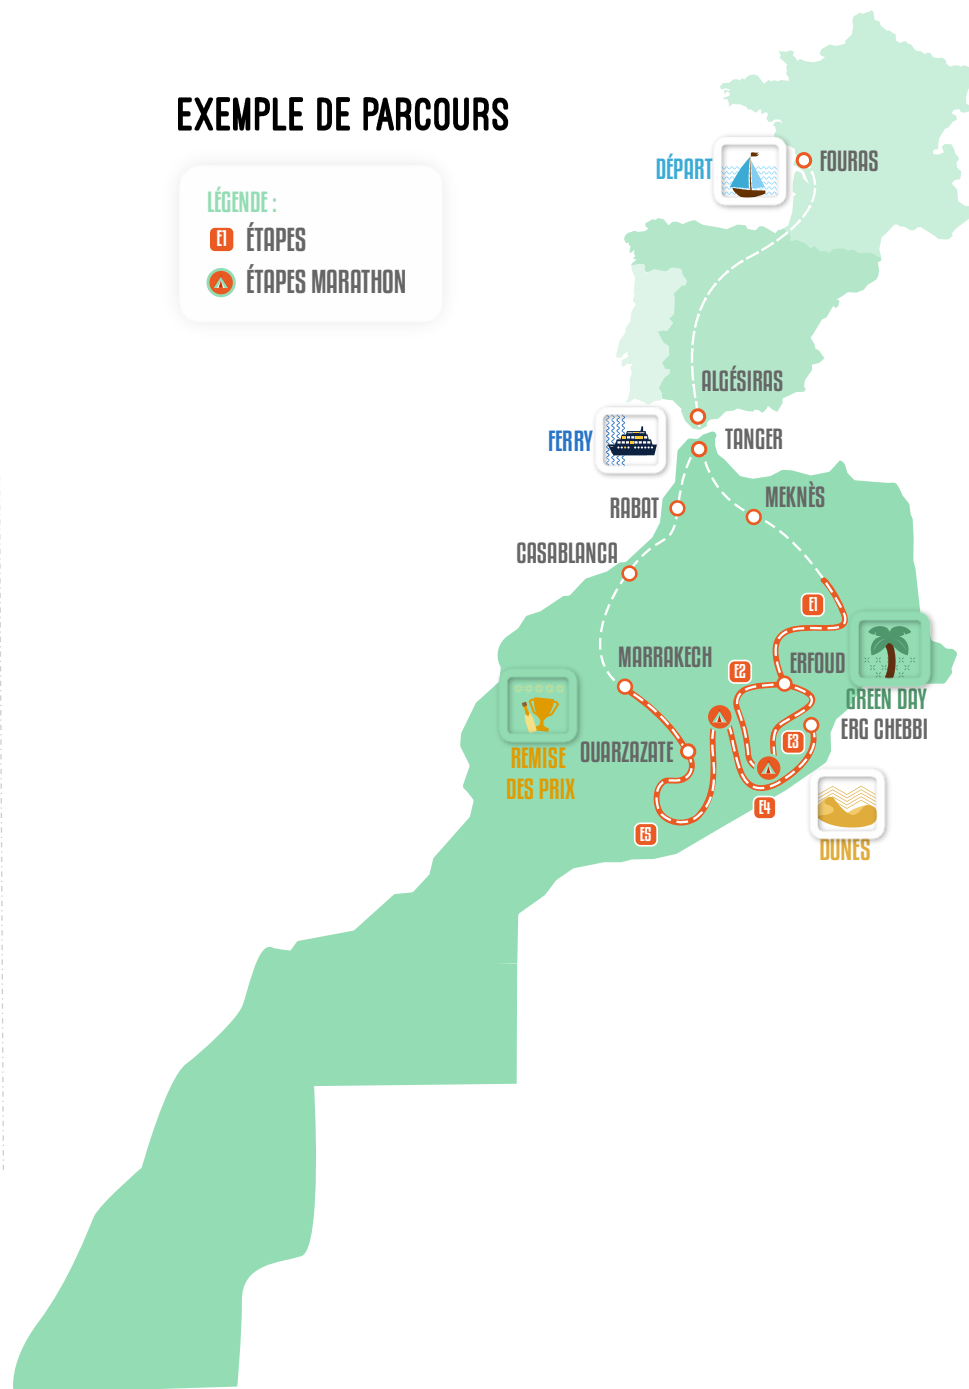 EXEMPLE DE PARCOURS
LÉGENDE :
E1 ÉTAPES
ÉTAPES MARATHON
DÉPART
FOURAS
ALGÉSIRAS
FERRY
TANGER
RABAT
MEKNÈS
CASABLANCA
E1
MARRAKECH
E2
ERFOUD
GREEN DAY
ERG CHEBBI
E3
OUARZAZATE
REMISE
DES PRIX
E4
E5
DUNES